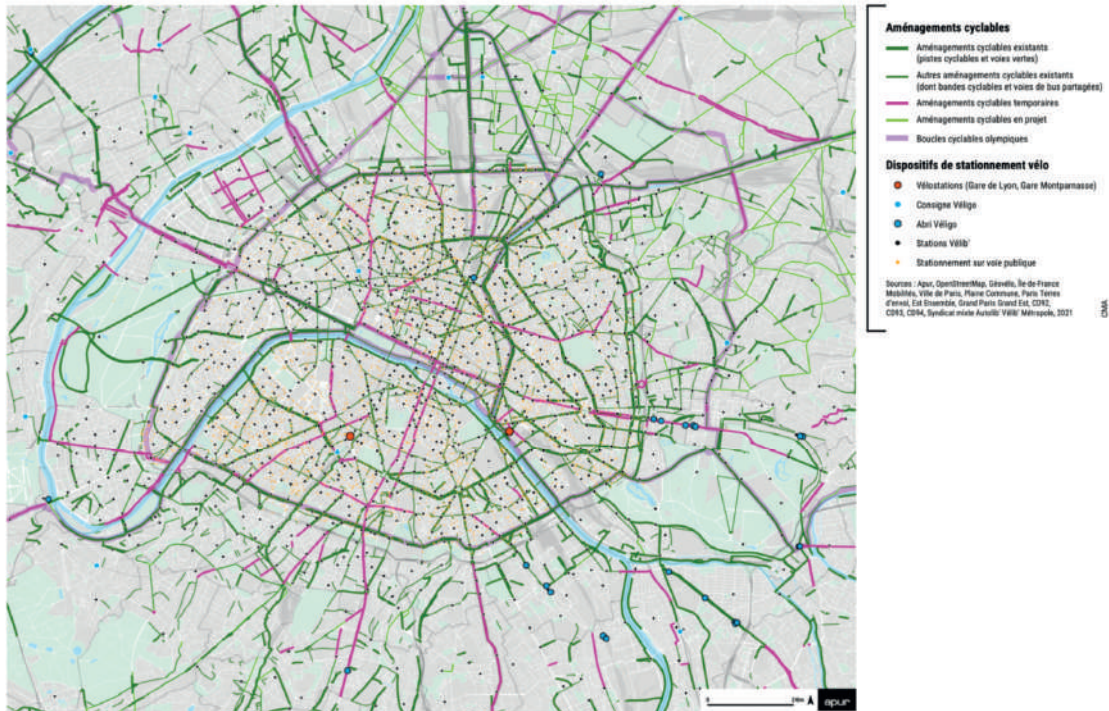 Aménagements cyclables
Aménagements cyclables existants
(pistes cyclables et voies vertes)
Autres aménagements cyclables existants
(dont bandes cyclables et voies de bus partagées)
Aménagements cyclables temporaires
Aménagements cyclables en projet
Boucles cyclables olympiques
Dispositifs de stationnement vélo
Vélostations (Gare de Lyon, Gare Montparnasse)
Consigne Véligo
Abri Véligo
Stations Vélib'
Stationnement sur voie publique
Sources : Apur, OpenStreetMap, Géovélo, Île-de-France
Mobilités, Ville de Paris, Plaine Commune, Paris Terres
d'envol, Est Ensemble, Grand Paris Grand Est, CD92,
CD93, CD94, Syndicat mixte Autolib' Vélib' Métropole, 2021
0
apur